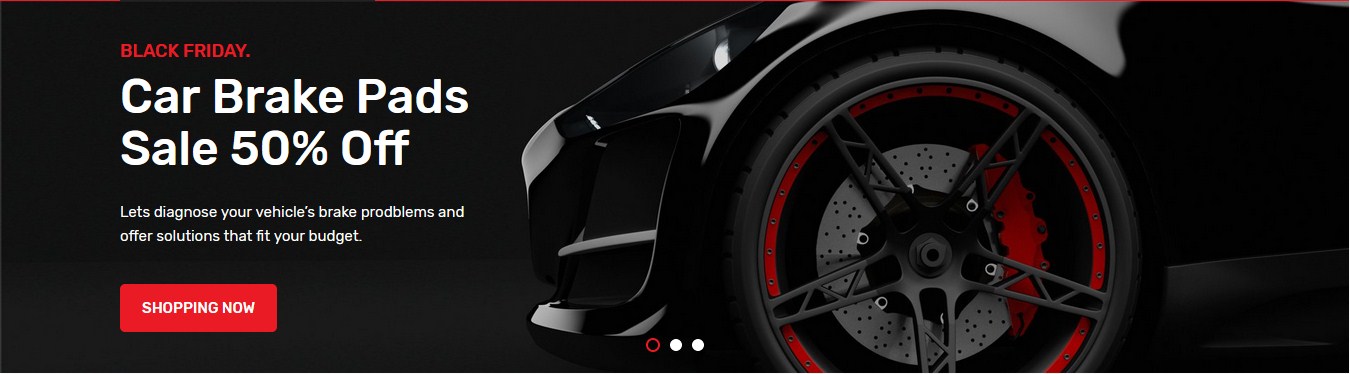 BLACK FRIDAY.
Car Brake Pads
Sale 50% Off
Lets diagnose your vehicle’s brake prodblems and
offer solutions that fit your budget.
SHOPPING NOW